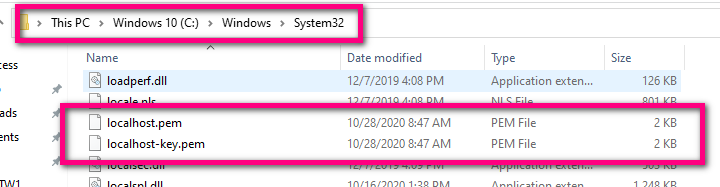 This PC > Windows 10 (C:) > Windows > System32
Name Date modified Type Size
loadperf.dll 12/7/2019 4:08 PM Application exten... 126 KB
locale.nls 12/7/2019 4:08 PM NLS File 801 KB
localhost.pem 10/28/2020 8:47 AM PEM File 2 KB
localhost-key.pem 10/28/2020 8:47 AM PEM File 2 KB
localsec.dll 12/7/2019 4:09 PM Application exten...
localspl.dll 10/16/2020 1:38 PM Application exten... 1,248 KB
cess
ads
ents
TW1